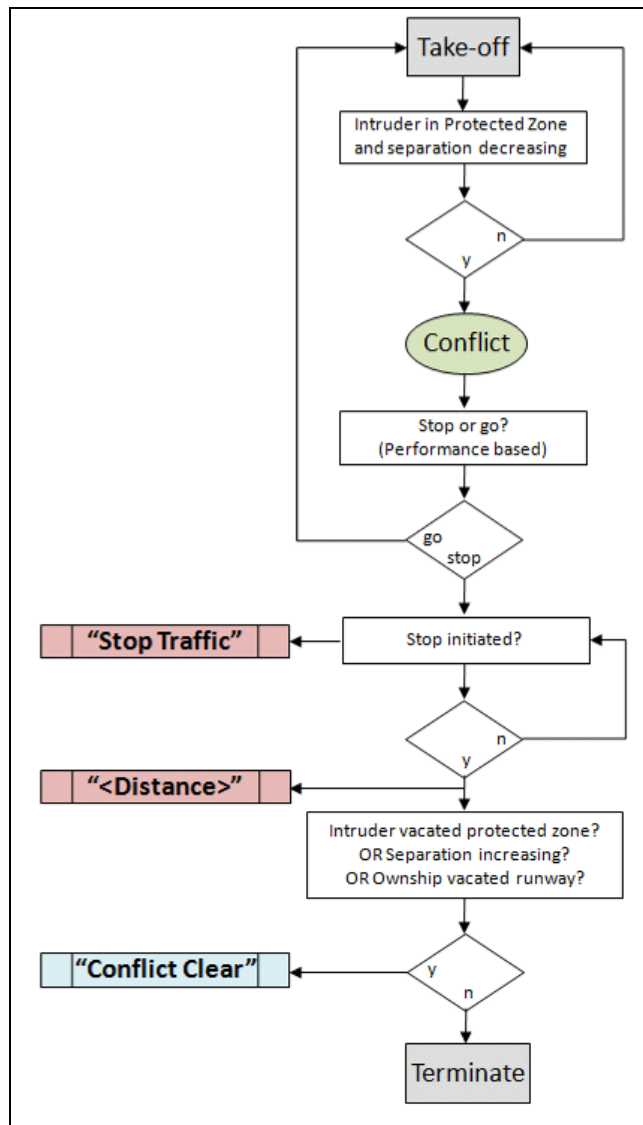 Take-off
Intruder in Protected Zone
and separation decreasing
n
y
Conflict
Stop or go?
(Performance based)
go
stop
“Stop Traffic”
Stop initiated?
n
y
“<Distance>”
Intruder vacated protected zone?
OR Separation increasing?
OR Ownship vacated runway?
“Conflict Clear”
y
n
Terminate